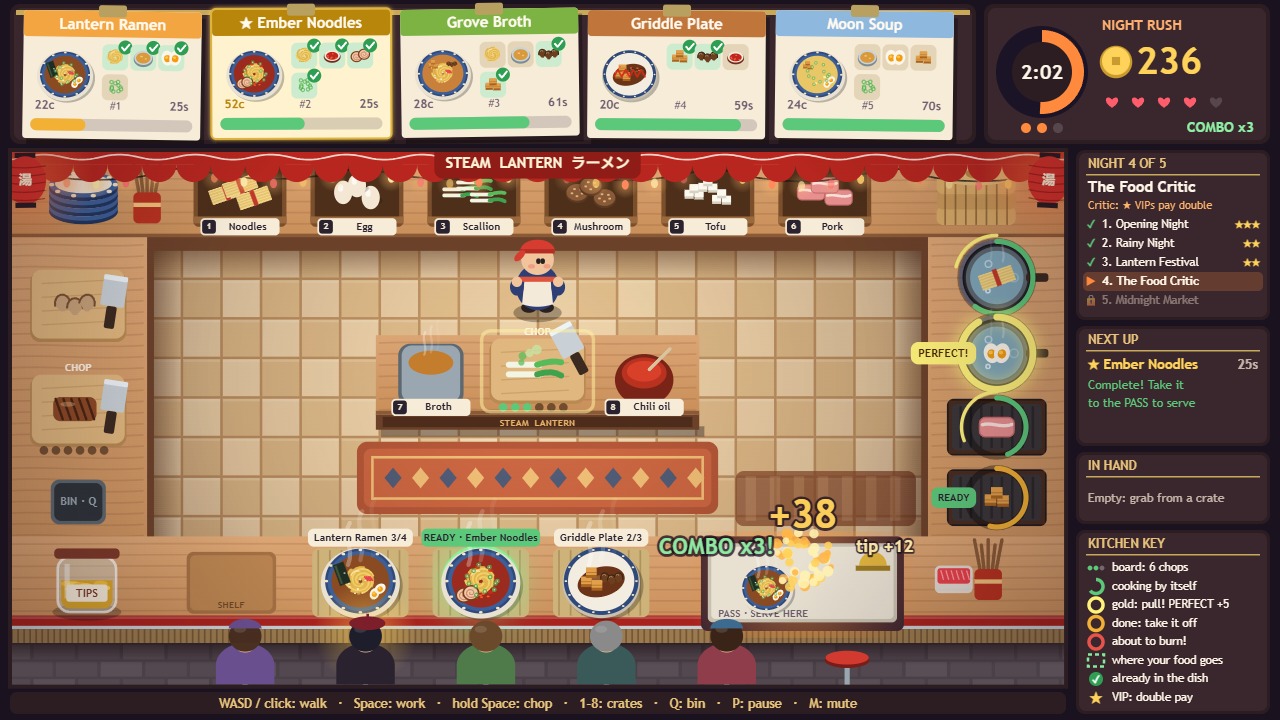 Lantern Ramen
22c #1 25s
★ Ember Noodles
52c #2 25s
Grove Broth
28c #3 61s
Griddle Plate
20c #4 59s
Moon Soup
24c #5 70s
2:02
NIGHT RUSH
236
COMBO x3
STEAM LANTERN ラーメン
湯
湯
1 Noodles
2 Egg
3 Scallion
4 Mushroom
5 Tofu
6 Pork
CHOP
CHOP
7 Broth
8 Chili oil
STEAM LANTERN
PERFECT!
READY
BIN · Q
TIPS
SHELF
Lantern Ramen 3/4
READY · Ember Noodles
Griddle Plate 2/3
+38
COMBO x3!
tip +12
PASS · SERVE HERE
NIGHT 4 OF 5
The Food Critic
Critic: ★ VIPs pay double
✓ 1. Opening Night ★★★
✓ 2. Rainy Night ★★
✓ 3. Lantern Festival ★★
▶ 4. The Food Critic
5. Midnight Market
NEXT UP
★ Ember Noodles 25s
Complete! Take it
to the PASS to serve
IN HAND
Empty: grab from a crate
KITCHEN KEY
board: 6 chops
cooking by itself
gold: pull! PERFECT +5
done: take it off
about to burn!
where your food goes
already in the dish
VIP: double pay
WASD / click: walk · Space: work · hold Space: chop · 1-8: crates · Q: bin · P: pause · M: mute